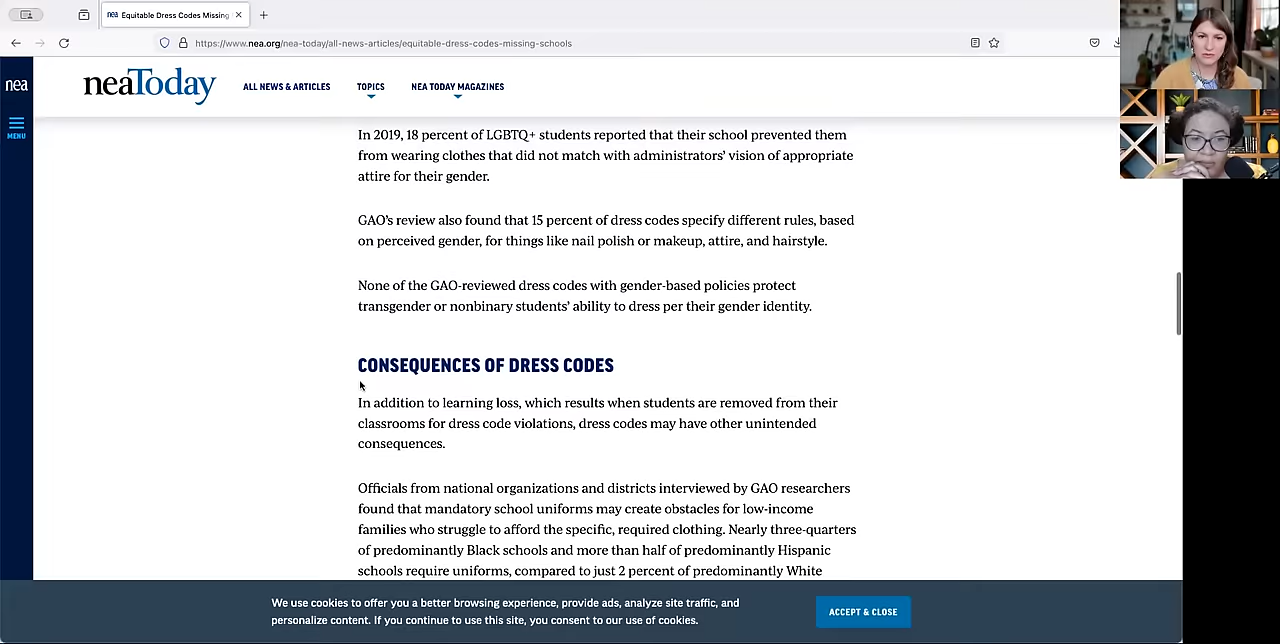 nea Equitable Dress Codes Missing
https://www.nea.org/nea-today/all-news-articles/equitable-dress-codes-missing-schools
nea
neaToday
ALL NEWS & ARTICLES
TOPICS
NEA TODAY MAGAZINES
MENU
In 2019, 18 percent of LGBTQ+ students reported that their school prevented them
from wearing clothes that did not match with administrators' vision of appropriate
attire for their gender.
GAO's review also found that 15 percent of dress codes specify different rules, based
on perceived gender, for things like nail polish or makeup, attire, and hairstyle.
None of the GAO-reviewed dress codes with gender-based policies protect
transgender or nonbinary students' ability to dress per their gender identity.
CONSEQUENCES OF DRESS CODES
In addition to learning loss, which results when students are removed from their
classrooms for dress code violations, dress codes may have other unintended
consequences.
Officials from national organizations and districts interviewed by GAO researchers
found that mandatory school uniforms may create obstacles for low-income
families who struggle to afford the specific, required clothing. Nearly three-quarters
of predominantly Black schools and more than half of predominantly Hispanic
schools require uniforms, compared to just 2 percent of predominantly White
We use cookies to offer you a better browsing experience, provide ads, analyze site traffic, and
personalize content. If you continue to use this site, you consent to our use of cookies.
ACCEPT & CLOSE